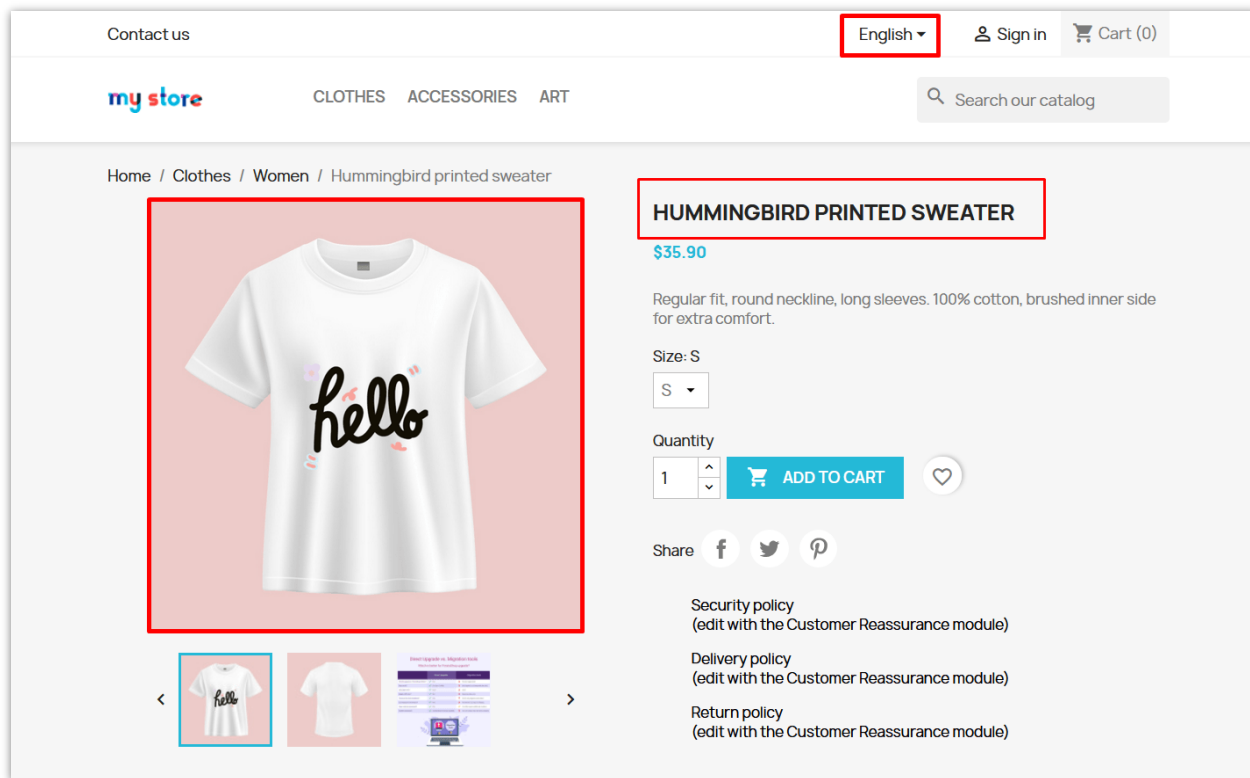 Contact us
English
Sign in
Cart (0)
my store
CLOTHES
ACCESSORIES
ART
Search our catalog
Home / Clothes / Women / Hummingbird printed sweater
hello
HUMMINGBIRD PRINTED SWEATER
$35.90
Regular fit, round neckline, long sleeves. 100% cotton, brushed inner side
for extra comfort.
Size: S
S
Quantity
1
ADD TO CART
Share
Security policy
(edit with the Customer Reassurance module)
Delivery policy
(edit with the Customer Reassurance module)
Return policy
(edit with the Customer Reassurance module)
hello